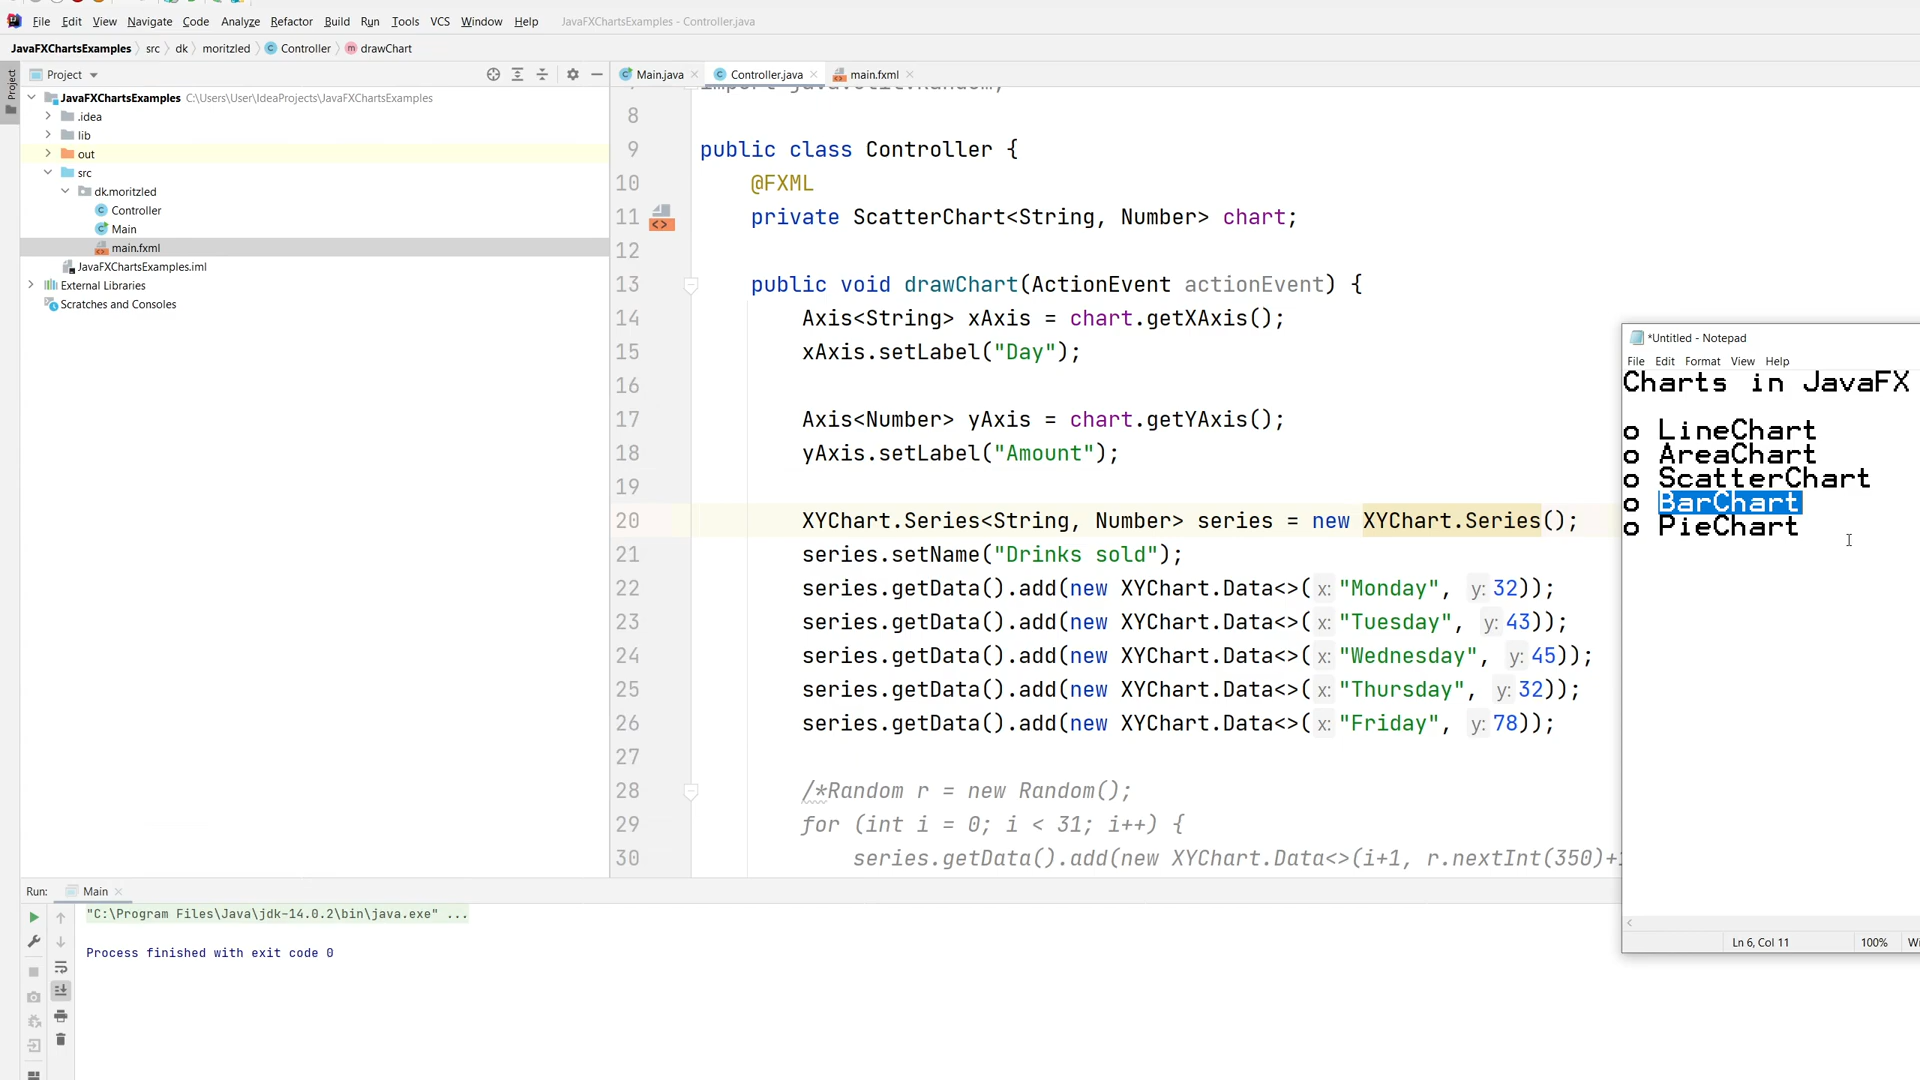 File Edit View Navigate Code Analyze Refactor Build Run Tools VCS Window Help JavaFXChartsExamples - Controller.java
JavaFXChartsExamples src dk moritzled Controller drawChart
Project
Project
JavaFXChartsExamples C:\Users\User\IdeaProjects\JavaFXChartsExamples
.idea
lib
out
src
dk.moritzled
Controller
Main
main.fxml
JavaFXChartsExamples.iml
External Libraries
Scratches and Consoles
Main.java Controller.java main.fxml
import java.util.Random;
8
9 public class Controller {
10 @FXML
11 private ScatterChart<String, Number> chart;
12
13 public void drawChart(ActionEvent actionEvent) {
14 Axis<String> xAxis = chart.getXAxis();
15 xAxis.setLabel("Day");
16
17 Axis<Number> yAxis = chart.getYAxis();
18 yAxis.setLabel("Amount");
19
20 XYChart.Series<String, Number> series = new XYChart.Series();
21 series.setName("Drinks sold");
22 series.getData().add(new XYChart.Data<>( x: "Monday", y: 32));
23 series.getData().add(new XYChart.Data<>( x: "Tuesday", y: 43));
24 series.getData().add(new XYChart.Data<>( x: "Wednesday", y: 45));
25 series.getData().add(new XYChart.Data<>( x: "Thursday", y: 32));
26 series.getData().add(new XYChart.Data<>( x: "Friday", y: 78));
27
28 /*Random r = new Random();
29 for (int i = 0; i < 31; i++) {
30 series.getData().add(new XYChart.Data<>(i+1, r.nextInt(350)+
*Untitled - Notepad
File Edit Format View Help
Charts in JavaFX
o LineChart
o AreaChart
o ScatterChart
o BarChart
o PieChart
Ln 6, Col 11 100% Wi
Run: Main
"C:\Program Files\Java\jdk-14.0.2\bin\java.exe" ...
Process finished with exit code 0